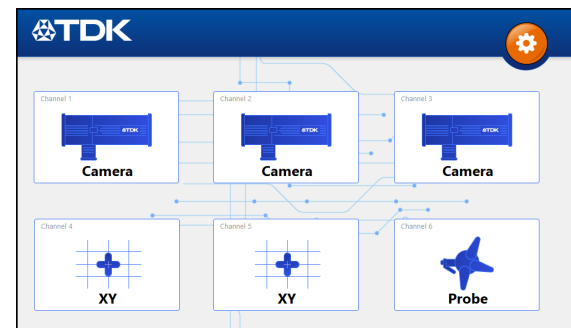 TDK
Channel 1
Channel 2
Channel 3
TDK
TDK
TDK
Camera
Camera
Camera
Channel 4
Channel 5
Channel 6
XY
XY
Probe